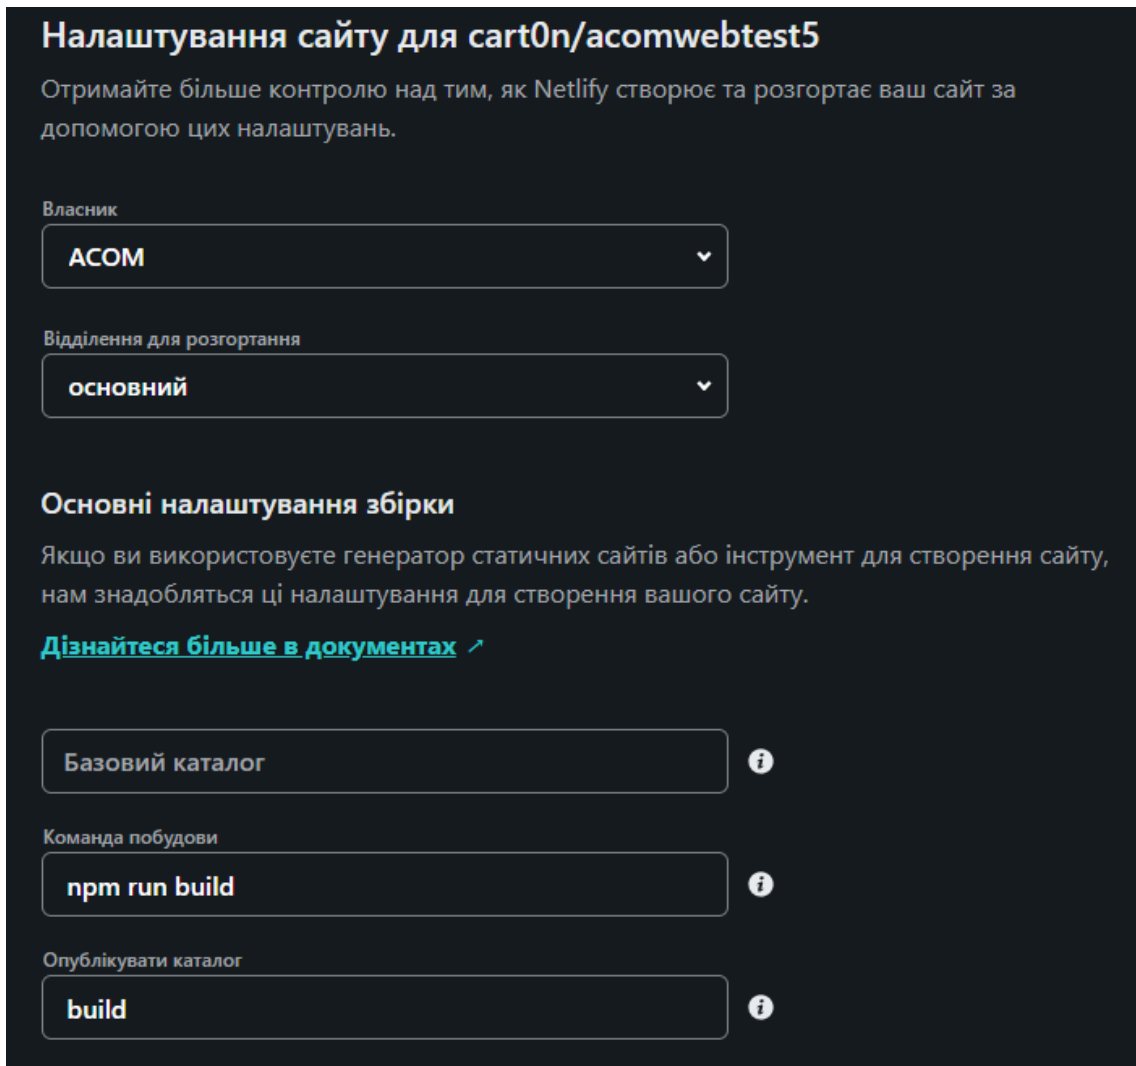 Налаштування сайту для cart0n/acomwebtest5
Отримайте більше контролю над тим, як Netlify створює та розгортає ваш сайт за
допомогою цих налаштувань.
Власник
ACOM
Відділення для розгортання
основний
Основні налаштування збірки
Якщо ви використовуєте генератор статичних сайтів або інструмент для створення сайту,
нам знадобляться ці налаштування для створення вашого сайту.
Дізнайтеся більше в документах ↗
Базовий каталог
Команда побудови
npm run build
Опублікувати каталог
build